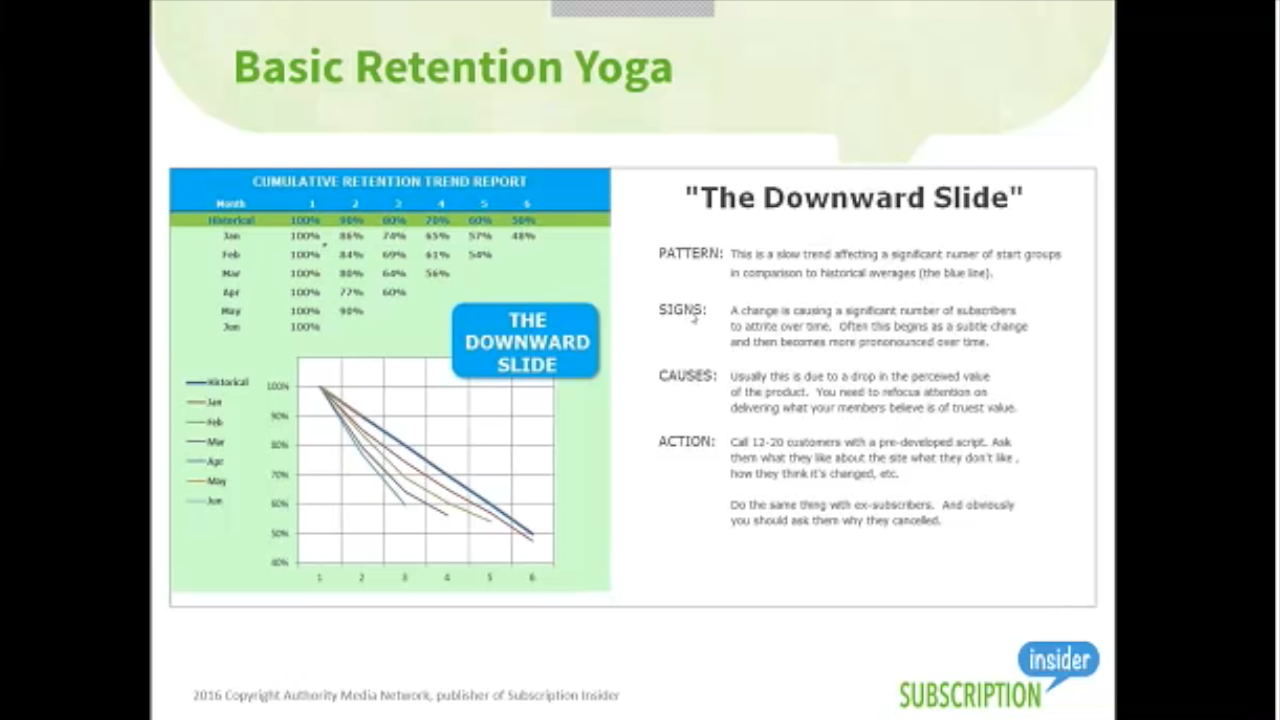 Basic Retention Yoga
CUMULATIVE RETENTION TREND REPORT
Month 1 2 3 4 5 6
Historical 100% 90% 80% 70% 60% 50%
Jan 100% 86% 74% 65% 57% 48%
Feb 100% 84% 69% 61% 54%
Mar 100% 80% 64% 56%
Apr 100% 77% 60%
May 100% 90%
Jun 100%
THE
DOWNWARD
SLIDE
Historical
Jan
Feb
Mar
Apr
May
Jun
100%
90%
80%
70%
60%
50%
40%
1 2 3 4 5 6
"The Downward Slide"
PATTERN: This is a slow trend affecting a significant numer of start groups
in comparison to historical averages (the blue line).
SIGNS: A change is causing a significant number of subscribers
to attrite over time. Often this begins as a subtle change
and then becomes more pronounounced over time.
CAUSES: Usually this is due to a drop in the perceived value
of the product. You need to refocus attention on
delivering what your members believe is of truest value.
ACTION: Call 12-20 customers with a pre-developed script. Ask
them what they like about the site what they don't like ,
how they think it's changed, etc.
Do the same thing with ex-subscribers. And obviously
you should ask them why they cancelled.
insider
SUBSCRIPTION
2016 Copyright Authority Media Network, publisher of Subscription Insider